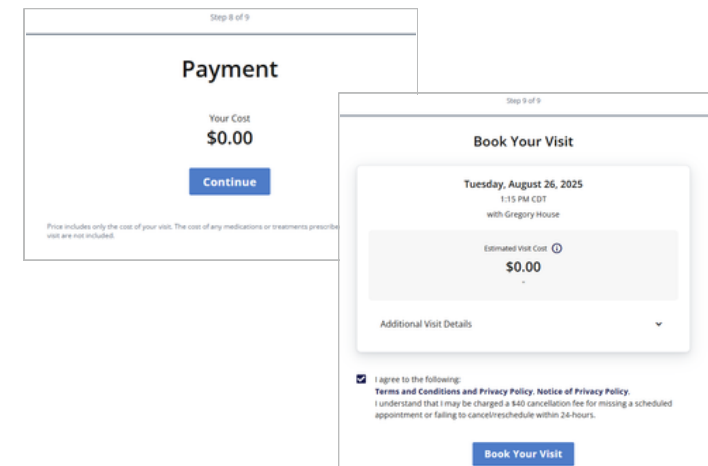 Step 8 of 9
Payment
Your Cost
$0.00
Continue
Price includes only the cost of your visit. The cost of any medications or treatments prescribe
visit are not included.
Step 9 of 9
Book Your Visit
Tuesday, August 26, 2025
1:15 PM CDT
with Gregory House
Estimated Visit Cost
$0.00
-
Additional Visit Details
I agree to the following:
Terms and Conditions and Privacy Policy. Notice of Privacy Policy.
I understand that I may be charged a $40 cancellation fee for missing a scheduled
appointment or failing to cancel/reschedule within 24-hours.
Book Your Visit